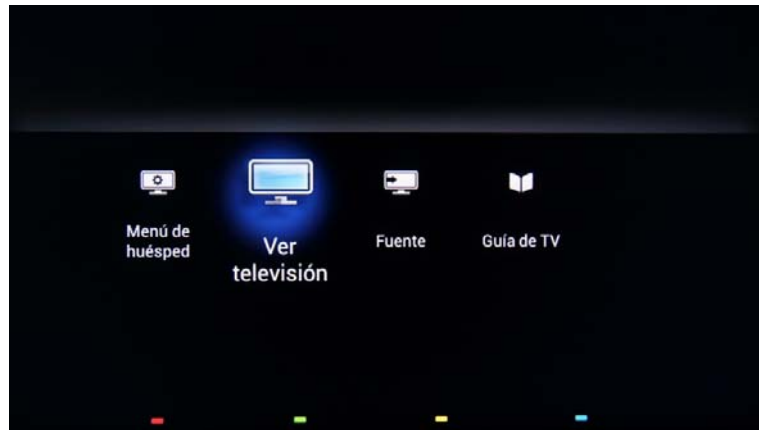 Menú de
huésped
Ver
televisión
Fuente
Guía de TV